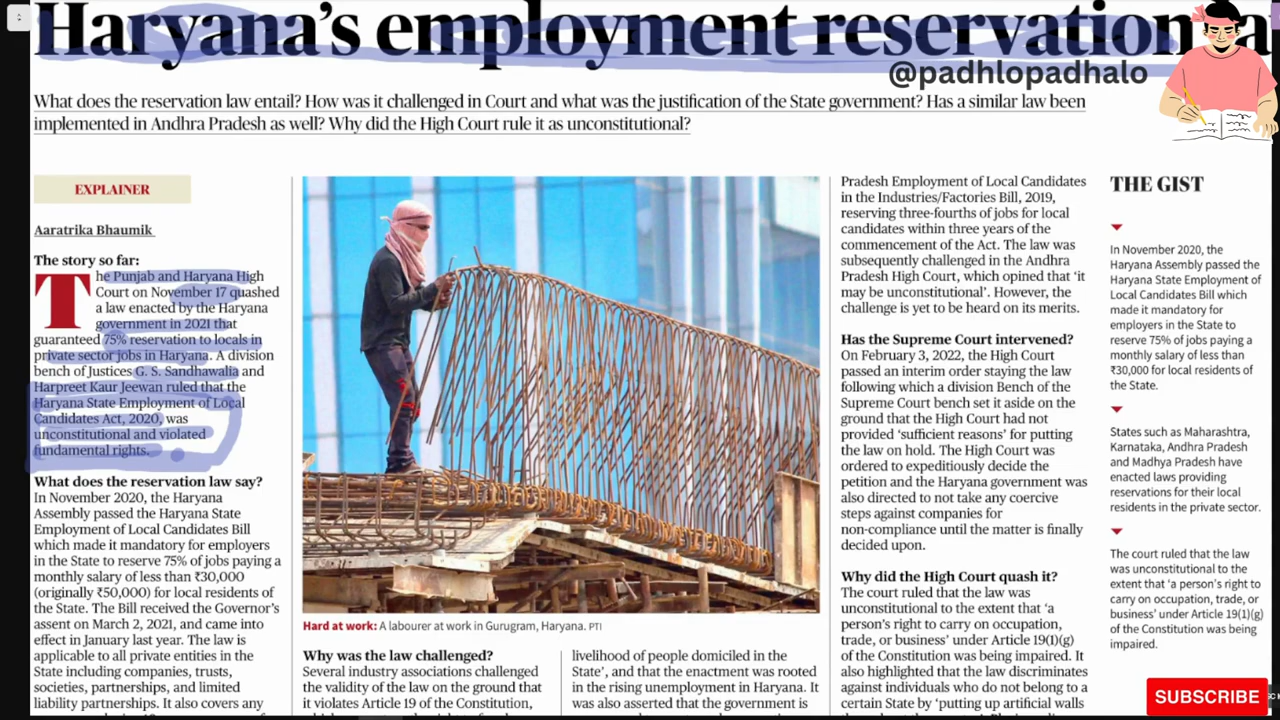 Haryana's employment reservation
@padhlopadhalo
What does the reservation law entail? How was it challenged in Court and what was the justification of the State government? Has a similar law been
implemented in Andhra Pradesh as well? Why did the High Court rule it as unconstitutional?
EXPLAINER
Aaratrika Bhaumik
The story so far:
The Punjab and Haryana High
Court on November 17 quashed
a law enacted by the Haryana
government in 2021 that
guaranteed 75% reservation to locals in
private sector jobs in Haryana. A division
bench of Justices G. S. Sandhawalia and
Harpreet Kaur Jeewan ruled that the
Haryana State Employment of Local
Candidates Act, 2020, was
unconstitutional and violated
fundamental rights.
What does the reservation law say?
In November 2020, the Haryana
Assembly passed the Haryana State
Employment of Local Candidates Bill
which made it mandatory for employers
in the State to reserve 75% of jobs paying a
monthly salary of less than ₹30,000
(originally ₹50,000) for local residents of
the State. The Bill received the Governor's
assent on March 2, 2021, and came into
effect in January last year. The law is
applicable to all private entities in the
State including companies, trusts,
societies, partnerships, and limited
liability partnerships. It also covers any
Hard at work: A labourer at work in Gurugram, Haryana. PTI
Why was the law challenged?
Several industry associations challenged
the validity of the law on the ground that
it violates Article 19 of the Constitution,
livelihood of people domiciled in the
State', and that the enactment was rooted
in the rising unemployment in Haryana. It
was also asserted that the government is
Pradesh Employment of Local Candidates
in the Industries/Factories Bill, 2019,
reserving three-fourths of jobs for local
candidates within three years of the
commencement of the Act. The law was
subsequently challenged in the Andhra
Pradesh High Court, which opined that 'it
may be unconstitutional'. However, the
challenge is yet to be heard on its merits.
Has the Supreme Court intervened?
On February 3, 2022, the High Court
passed an interim order staying the law
following which a division Bench of the
Supreme Court bench set it aside on the
ground that the High Court had not
provided 'sufficient reasons' for putting
the law on hold. The High Court was
ordered to expeditiously decide the
petition and the Haryana government was
also directed to not take any coercive
steps against companies for
non-compliance until the matter is finally
decided upon.
Why did the High Court quash it?
The court ruled that the law was
unconstitutional to the extent that 'a
person's right to carry on occupation,
trade, or business' under Article 19(1)(g)
of the Constitution was being impaired. It
also highlighted that the law discriminates
against individuals who do not belong to a
certain State by 'putting up artificial walls
THE GIST
In November 2020, the
Haryana Assembly passed the
Haryana State Employment of
Local Candidates Bill which
made it mandatory for
employers in the State to
reserve 75% of jobs paying a
monthly salary of less than
₹30,000 for local residents of
the State.
States such as Maharashtra,
Karnataka, Andhra Pradesh
and Madhya Pradesh have
enacted laws providing
reservations for their local
residents in the private sector.
The court ruled that the law
was unconstitutional to the
extent that 'a person's right to
carry on occupation, trade, or
business' under Article 19(1)(g)
of the Constitution was being
impaired.
SUBSCRIBE